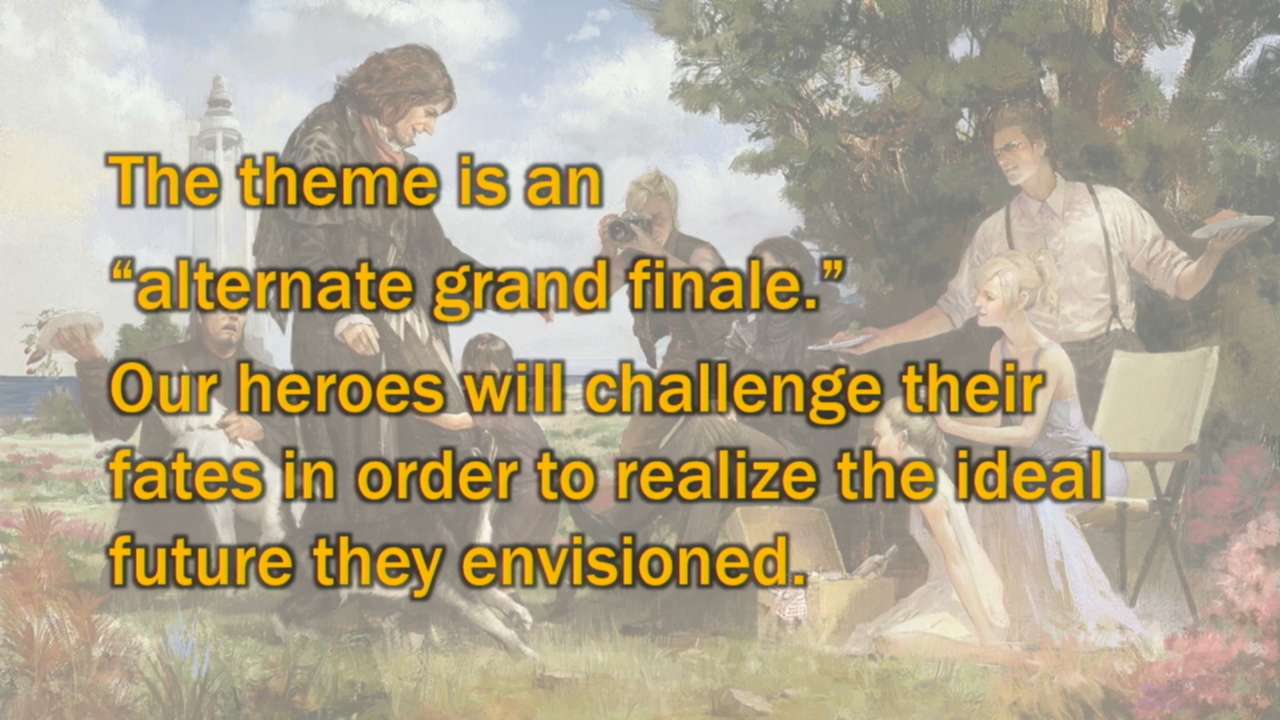 The theme is an
“alternate grand finale.”
Our heroes will challenge their
fates in order to realize the ideal
future they envisioned.